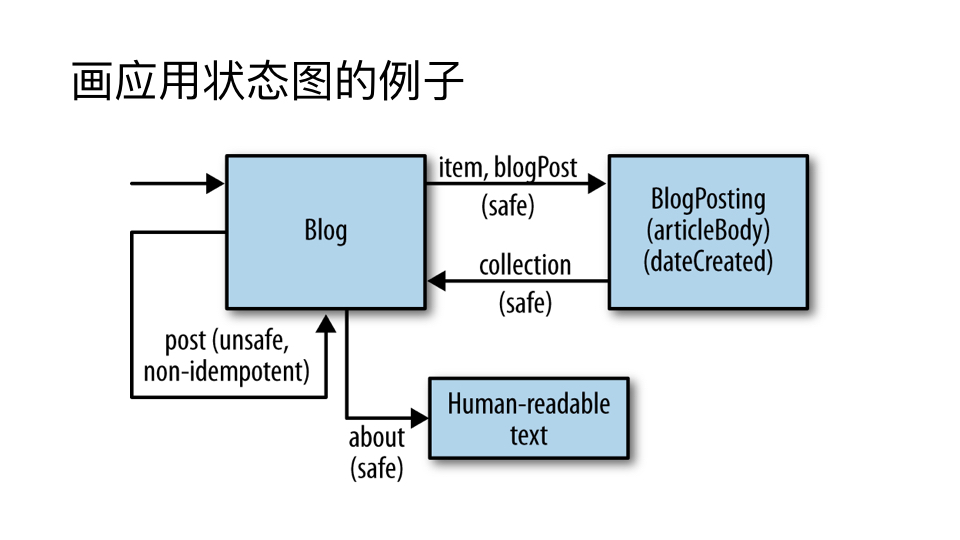 画应用状态图的例子
item, blogPost
(safe)
Blog
BlogPosting
(articleBody)
(dateCreated)
collection
(safe)
post (unsafe,
non-idempotent)
Human-readable
text
about
(safe)